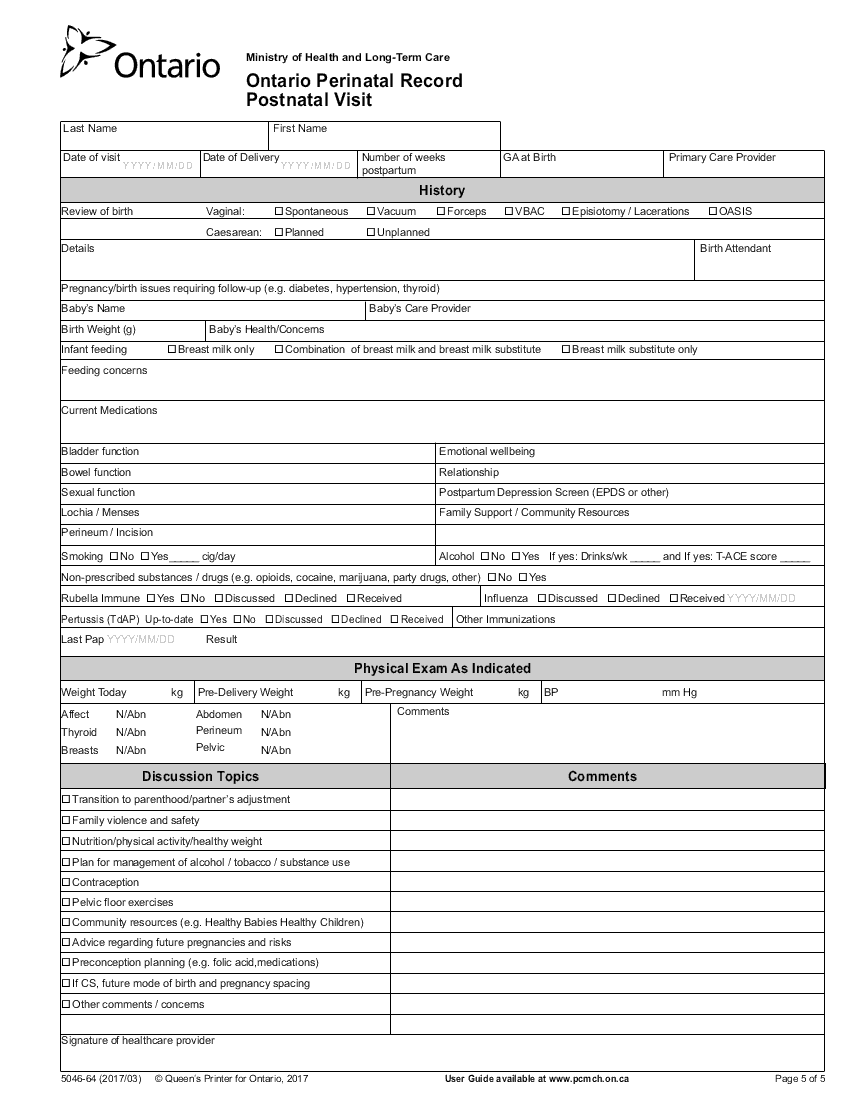 Ontario
Ministry of Health and Long-Term Care
Ontario Perinatal Record
Postnatal Visit
Last Name First Name
Date of visit YYYY/MM/DD Date of Delivery YYYY/MM/DD Number of weeks postpartum GA at Birth Primary Care Provider
History
Review of birth Vaginal: ☐ Spontaneous ☐ Vacuum ☐ Forceps ☐ VBAC ☐ Episiotomy / Lacerations ☐ OASIS
Caesarean: ☐ Planned ☐ Unplanned
Details Birth Attendant
Pregnancy/birth issues requiring follow-up (e.g. diabetes, hypertension, thyroid)
Baby's Name Baby's Care Provider
Birth Weight (g) Baby's Health/Concerns
Infant feeding ☐ Breast milk only ☐ Combination of breast milk and breast milk substitute ☐ Breast milk substitute only
Feeding concerns
Current Medications
Bladder function Emotional wellbeing
Bowel function Relationship
Sexual function Postpartum Depression Screen (EPDS or other)
Lochia / Menses Family Support / Community Resources
Perineum / Incision
Smoking ☐ No ☐ Yes_____ cig/day Alcohol ☐ No ☐ Yes If yes: Drinks/wk _____ and If yes: T-ACE score _____
Non-prescribed substances / drugs (e.g. opioids, cocaine, marijuana, party drugs, other) ☐ No ☐ Yes
Rubella Immune ☐ Yes ☐ No ☐ Discussed ☐ Declined ☐ Received Influenza ☐ Discussed ☐ Declined ☐ Received YYYY/MM/DD
Pertussis (TdAP) Up-to-date ☐ Yes ☐ No ☐ Discussed ☐ Declined ☐ Received Other Immunizations
Last Pap YYYY/MM/DD Result
Physical Exam As Indicated
Weight Today kg Pre-Delivery Weight kg Pre-Pregnancy Weight kg BP mm Hg
Affect N/Abn Abdomen N/Abn Comments
Thyroid N/Abn Perineum N/Abn
Breasts N/Abn Pelvic N/Abn
Discussion Topics Comments
☐ Transition to parenthood/partner's adjustment
☐ Family violence and safety
☐ Nutrition/physical activity/healthy weight
☐ Plan for management of alcohol / tobacco / substance use
☐ Contraception
☐ Pelvic floor exercises
☐ Community resources (e.g. Healthy Babies Healthy Children)
☐ Advice regarding future pregnancies and risks
☐ Preconception planning (e.g. folic acid,medications)
☐ If CS, future mode of birth and pregnancy spacing
☐ Other comments / concerns
Signature of healthcare provider
5046-64 (2017/03) © Queen's Printer for Ontario, 2017 User Guide available at www.pcmch.on.ca Page 5 of 5